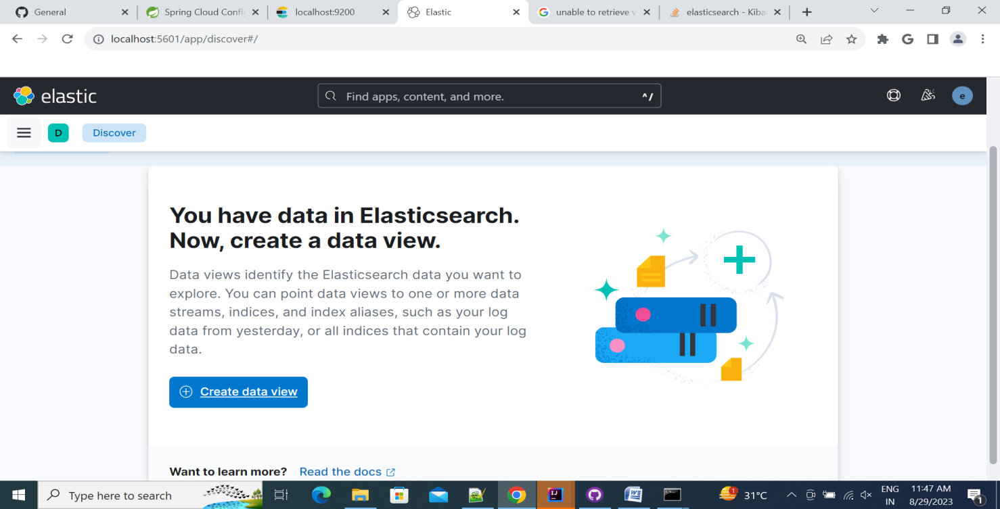 General
Spring Cloud Confi
localhost:9200
Elastic
unable to retrieve v
elasticsearch - Kiba
localhost:5601/app/discover#/
elastic
Find apps, content, and more.
^/
e
D
Discover
You have data in Elasticsearch.
Now, create a data view.
Data views identify the Elasticsearch data you want to
explore. You can point data views to one or more data
streams, indices, and index aliases, such as your log
data from yesterday, or all indices that contain your log
data.
Create data view
Want to learn more? Read the docs
Type here to search
1
31°C
ENG
IN
11:47 AM
8/29/2023
1